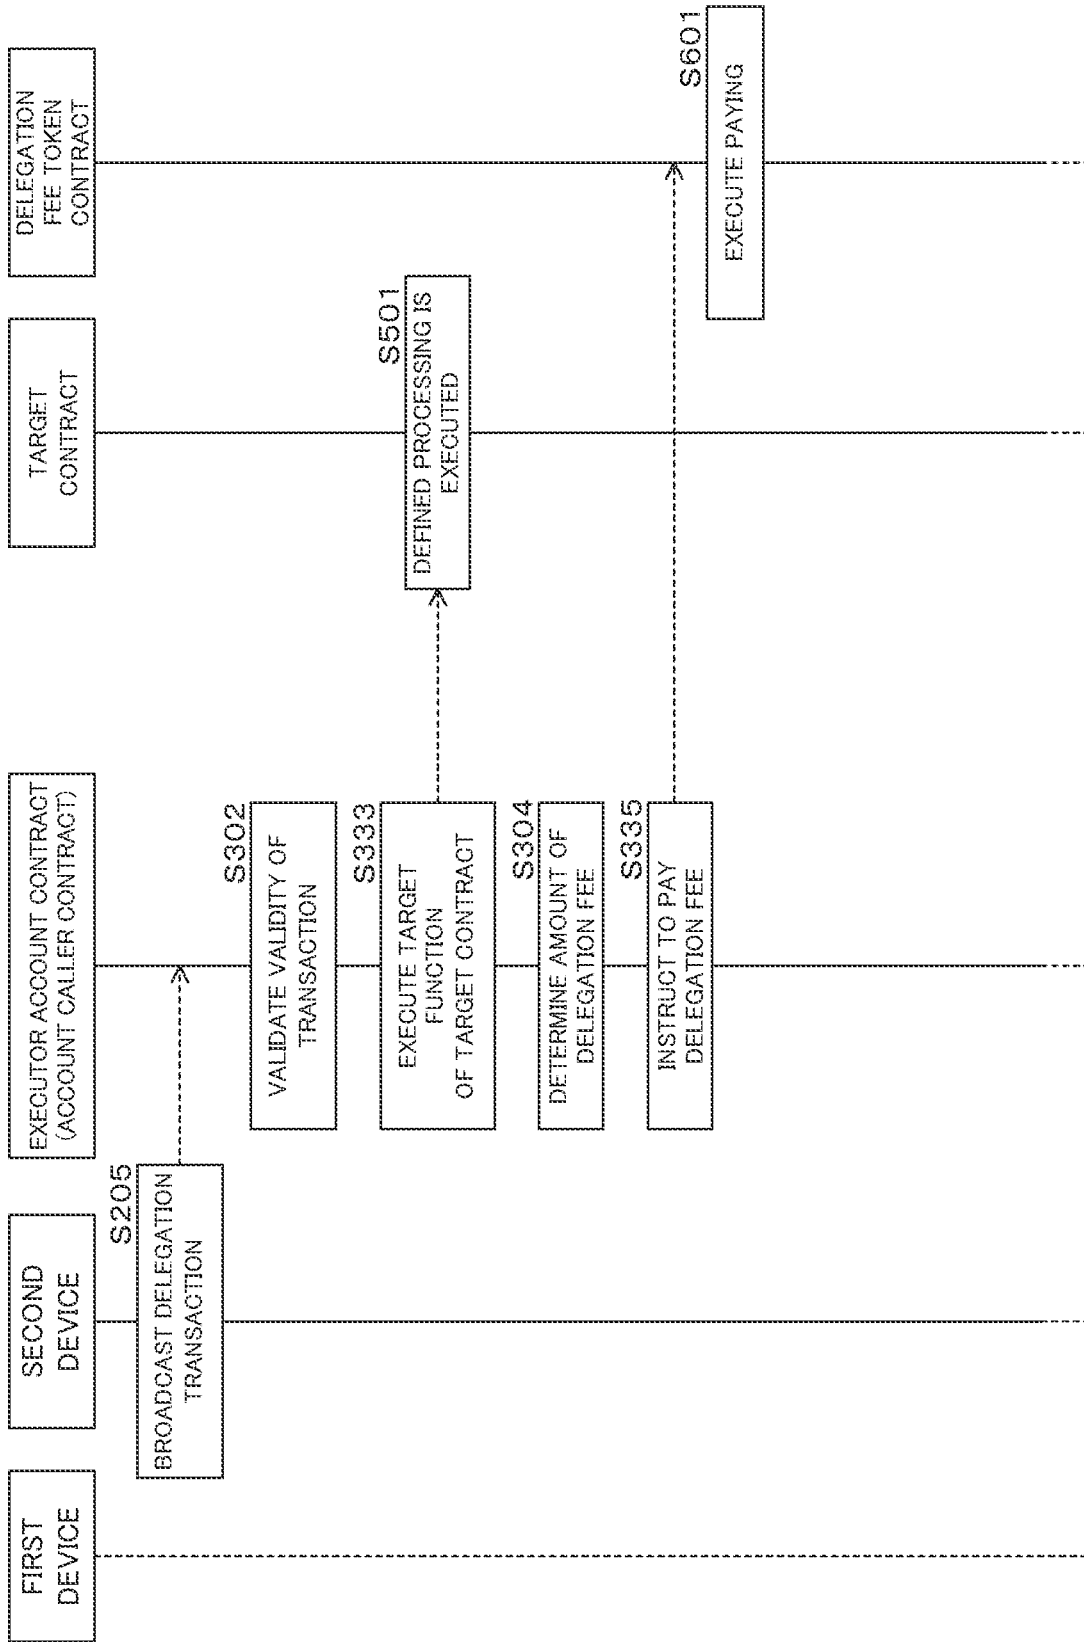 FIRST
DEVICE
SECOND
DEVICE
EXECUTOR ACCOUNT CONTRACT
(ACCOUNT CALLER CONTRACT)
TARGET
CONTRACT
DELEGATION
FEE TOKEN
CONTRACT
S205
BROADCAST DELEGATION
TRANSACTION
S302
VALIDATE VALIDITY OF
TRANSACTION
S333
EXECUTE TARGET
FUNCTION
OF TARGET CONTRACT
S501
DEFINED PROCESSING IS
EXECUTED
S304
DETERMINE AMOUNT OF
DELEGATION FEE
S335
INSTRUCT TO PAY
DELEGATION FEE
S601
EXECUTE PAYING